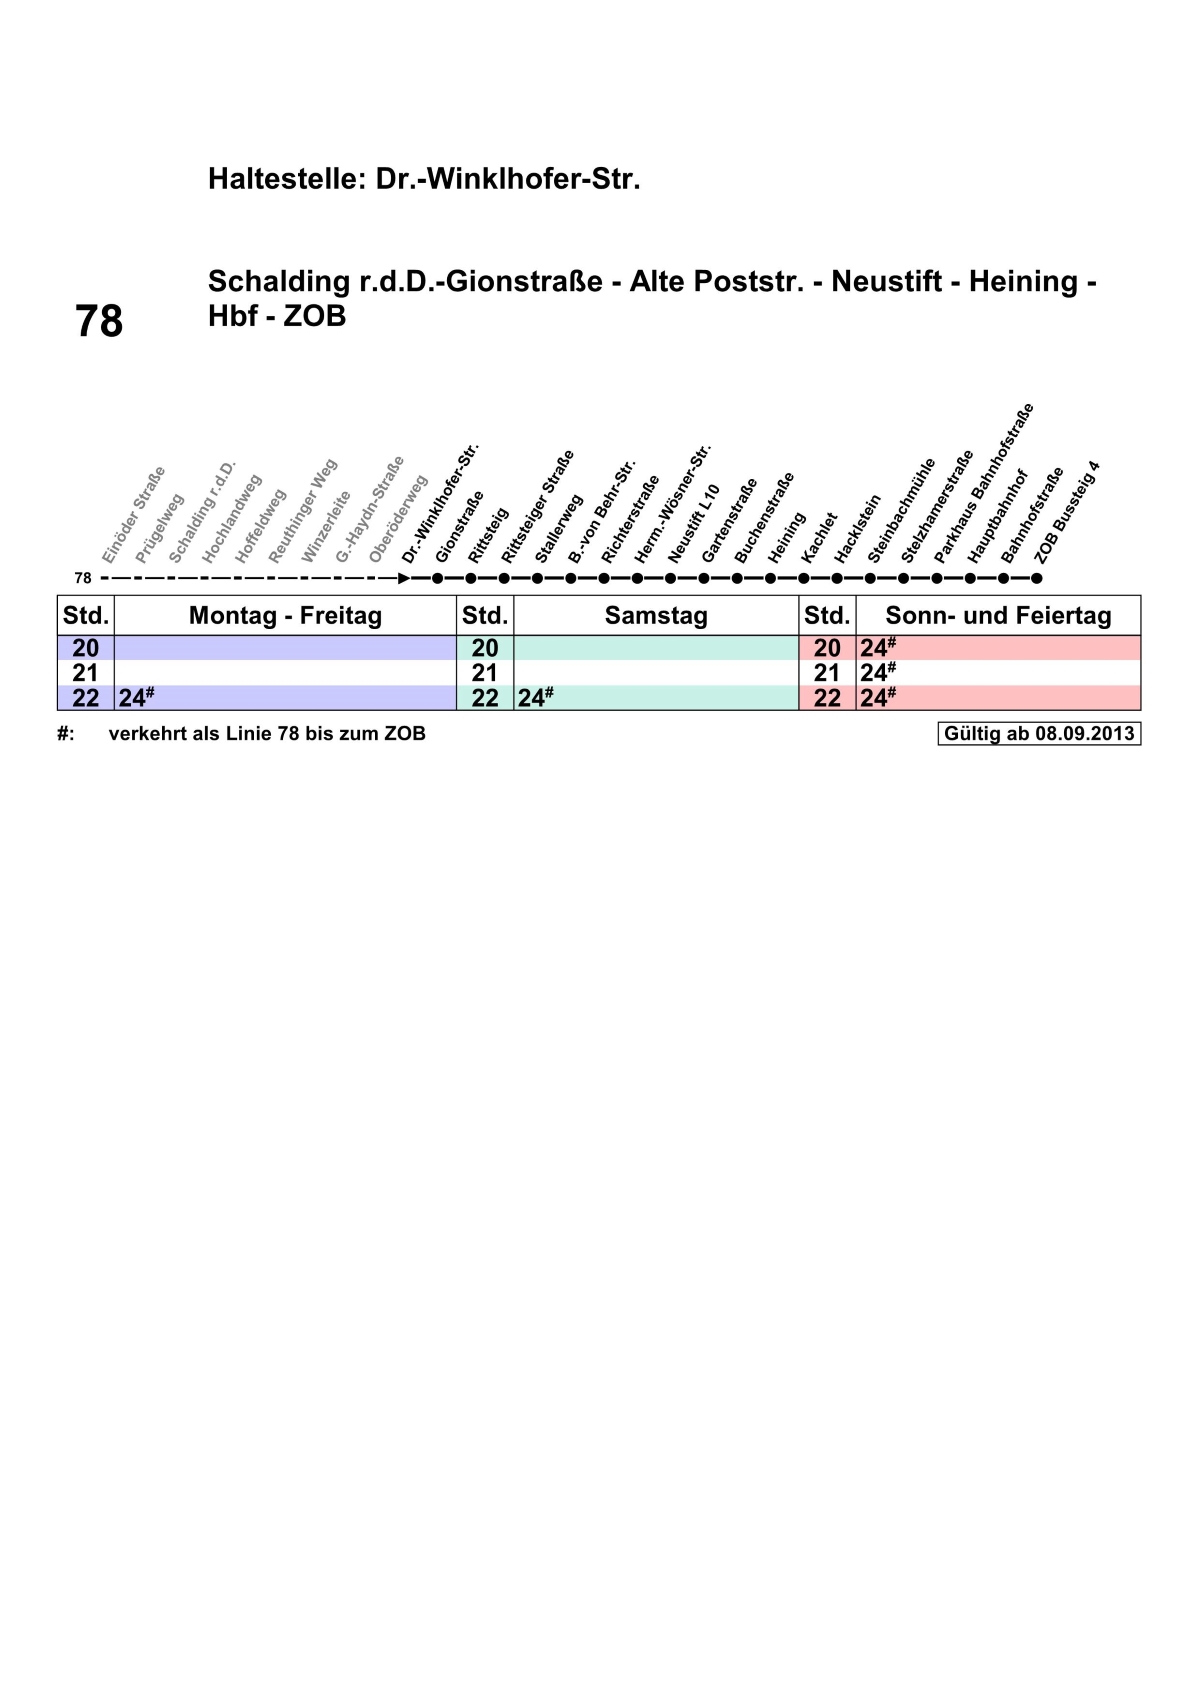 Haltestelle: Dr.-Winklhofer-Str.
78
Schalding r.d.D.-Gionstraße - Alte Poststr. - Neustift - Heining -
Hbf - ZOB
Einöder Straße
Prügelweg
Schalding r.d.D.
Hochlandweg
Hoffeldweg
Reuthinger Weg
Winzerleite
G.-Haydn-Straße
Oberöderweg
Dr.-Winklhofer-Str.
Gionstraße
Rittsteig
Rittsteiger Straße
Stallerweg
B.-von Behr-Str.
Richterstraße
Herm.-Wösner-Str.
Neustift L10
Gartenstraße
Buchenstraße
Heining
Kachlet
Hacklstein
Steinbachmühle
Stelzhamerstraße
Parkhaus Bahnhofstraße
Hauptbahnhof
Bahnhofstraße
ZOB Bussteig 4
78
Std. Montag - Freitag Std. Samstag Std. Sonn- und Feiertag
20 20 20 24#
21 21 21 24#
22 24# 22 24# 22 24#
#: verkehrt als Linie 78 bis zum ZOB
Gültig ab 08.09.2013